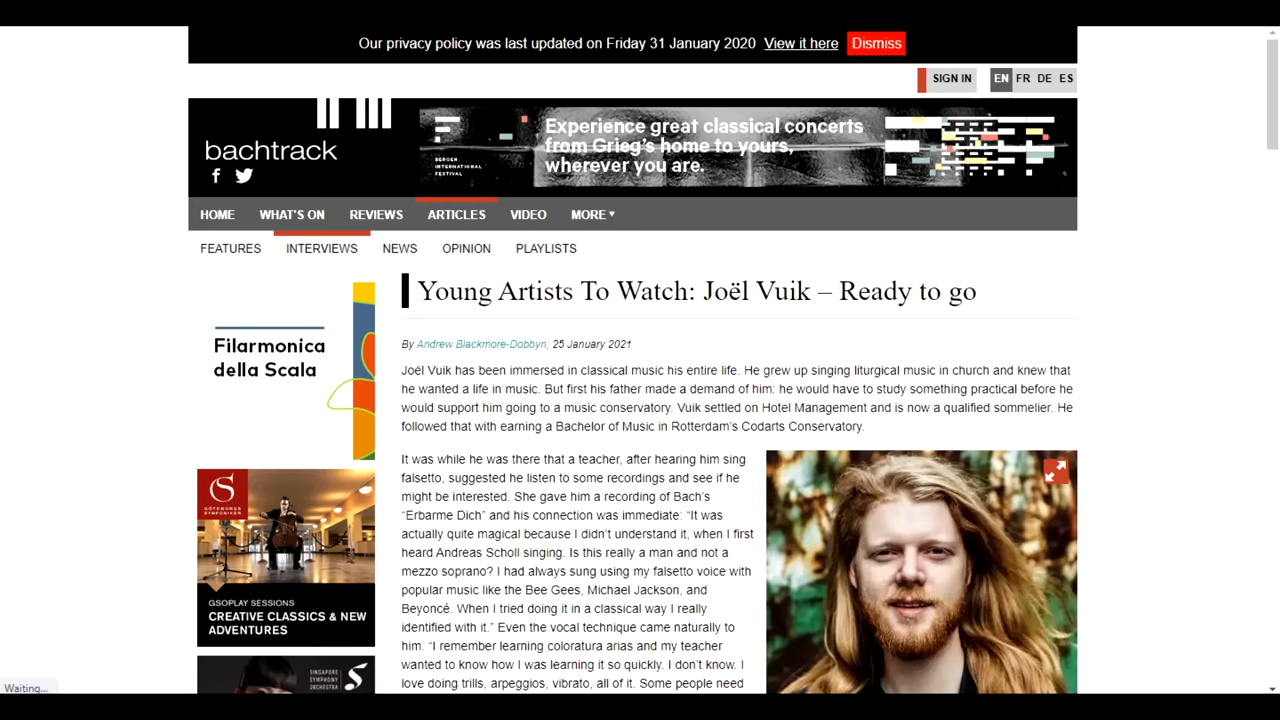 Our privacy policy was last updated on Friday 31 January 2020 View it here Dismiss
SIGN IN EN FR DE ES
bachtrack
BERGEN
INTERNATIONAL
FESTIVAL
Experience great classical concerts
from Grieg's home to yours,
wherever you are.
HOME WHAT'S ON REVIEWS ARTICLES VIDEO MORE
FEATURES INTERVIEWS NEWS OPINION PLAYLISTS
Filarmonica
della Scala
S
GÖTEBORGS
SYMFONIKER
GSOPLAY SESSIONS
CREATIVE CLASSICS & NEW
ADVENTURES
SINGAPORE
SYMPHONY
ORCHESTRA
Young Artists To Watch: Joël Vuik – Ready to go
By Andrew Blackmore-Dobbyn, 25 January 2021
Joël Vuik has been immersed in classical music his entire life. He grew up singing liturgical music in church and knew that
he wanted a life in music. But first his father made a demand of him: he would have to study something practical before he
would support him going to a music conservatory. Vuik settled on Hotel Management and is now a qualified sommelier. He
followed that with earning a Bachelor of Music in Rotterdam's Codarts Conservatory.
It was while he was there that a teacher, after hearing him sing
falsetto, suggested he listen to some recordings and see if he
might be interested. She gave him a recording of Bach's
“Erbarme Dich” and his connection was immediate: “It was
actually quite magical because I didn't understand it, when I first
heard Andreas Scholl singing. Is this really a man and not a
mezzo soprano? I had always sung using my falsetto voice with
popular music like the Bee Gees, Michael Jackson, and
Beyoncé. When I tried doing it in a classical way I really
identified with it.” Even the vocal technique came naturally to
him. “I remember learning coloratura arias and my teacher
wanted to know how I was learning it so quickly. I don't know. I
love doing trills, arpeggios, vibrato, all of it. Some people need
Waiting...